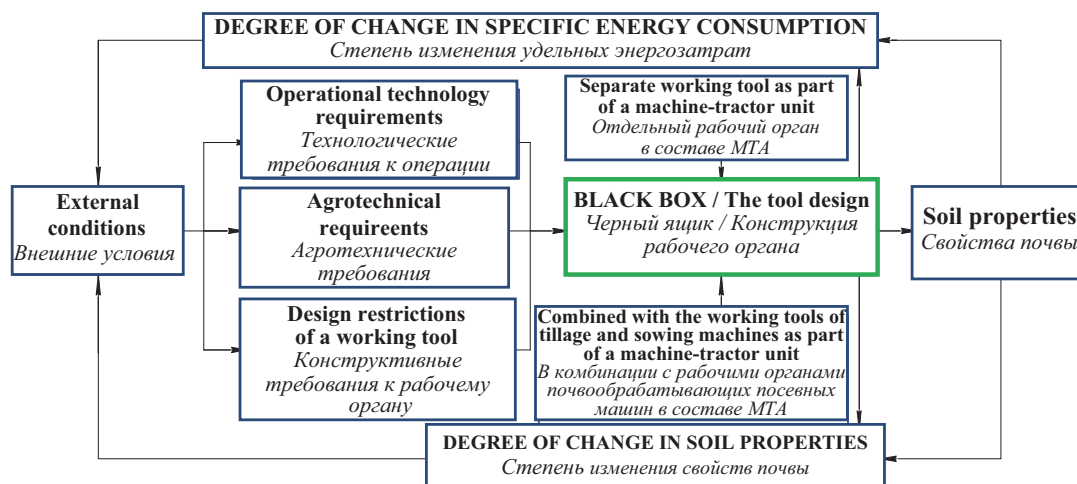 DEGREE OF CHANGE IN SPECIFIC ENERGY CONSUMPTION
Степень изменения удельных энергозатрат
Operational technology
requirements
Технологические
требования к операции
Separate working tool as part
of a machine-tractor unit
Отдельный рабочий орган
в составе МТА
External
conditions
Внешние условия
Agrotechnical
requireents
Агротехнические
требования
BLACK BOX / The tool design
Черный ящик / Конструкция
рабочего органа
Soil properties
Свойства почвы
Design restrictions
of a working tool
Конструктивные
требования к рабочему
органу
Combined with the working tools of
tillage and sowing machines as part
of a machine-tractor unit
В комбинации с рабочими органами
почвообрабатывающих посевных
машин в составе МТА
DEGREE OF CHANGE IN SOIL PROPERTIES
Степень изменения свойств почвы